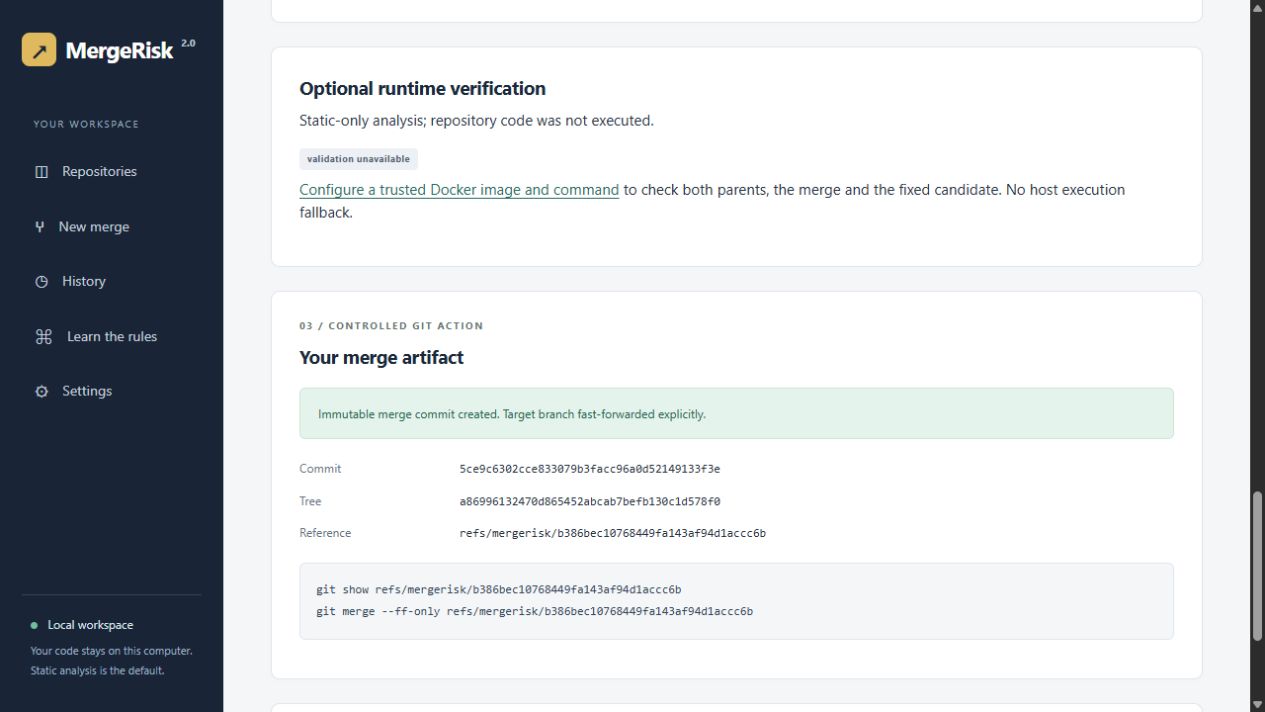 MergeRisk 2.0
YOUR WORKSPACE
Repositories
New merge
History
Learn the rules
Settings
Local workspace
Your code stays on this computer.
Static analysis is the default.
Optional runtime verification
Static-only analysis; repository code was not executed.
validation unavailable
Configure a trusted Docker image and command to check both parents, the merge and the fixed candidate. No host execution
fallback.
03 / CONTROLLED GIT ACTION
Your merge artifact
Immutable merge commit created. Target branch fast-forwarded explicitly.
Commit 5ce9c6302cce833079b3facc96a0d52149133f3e
Tree a86996132470d865452abcab7befb130c1d578f0
Reference refs/mergerisk/b386bec10768449fa143af94d1accc6b
git show refs/mergerisk/b386bec10768449fa143af94d1accc6b
git merge --ff-only refs/mergerisk/b386bec10768449fa143af94d1accc6b